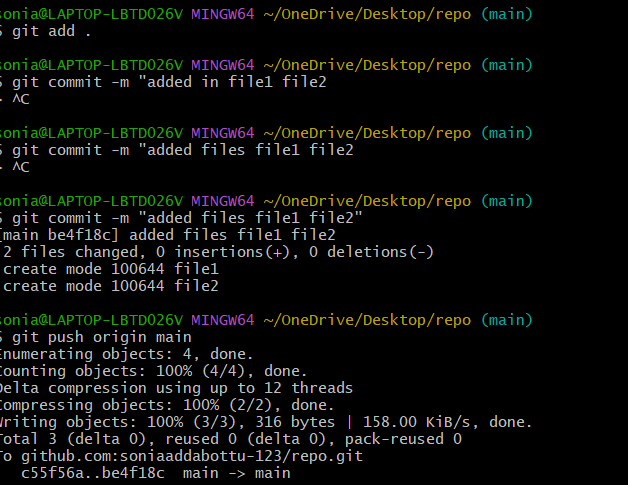 sonia@LAPTOP-LBTDO26V MINGW64 ~/OneDrive/Desktop/repo (main)
$ git add .
sonia@LAPTOP-LBTDO26V MINGW64 ~/OneDrive/Desktop/repo (main)
$ git commit -m "added in file1 file2
> ^C
sonia@LAPTOP-LBTDO26V MINGW64 ~/OneDrive/Desktop/repo (main)
$ git commit -m "added files file1 file2
> ^C
sonia@LAPTOP-LBTDO26V MINGW64 ~/OneDrive/Desktop/repo (main)
$ git commit -m "added files file1 file2"
[main be4f18c] added files file1 file2
2 files changed, 0 insertions(+), 0 deletions(-)
create mode 100644 file1
create mode 100644 file2
sonia@LAPTOP-LBTDO26V MINGW64 ~/OneDrive/Desktop/repo (main)
$ git push origin main
Enumerating objects: 4, done.
Counting objects: 100% (4/4), done.
Delta compression using up to 12 threads
Compressing objects: 100% (2/2), done.
Writing objects: 100% (3/3), 316 bytes | 158.00 KiB/s, done.
Total 3 (delta 0), reused 0 (delta 0), pack-reused 0
To github.com:soniaaddabottu-123/repo.git
c55f56a..be4f18c  main -> main